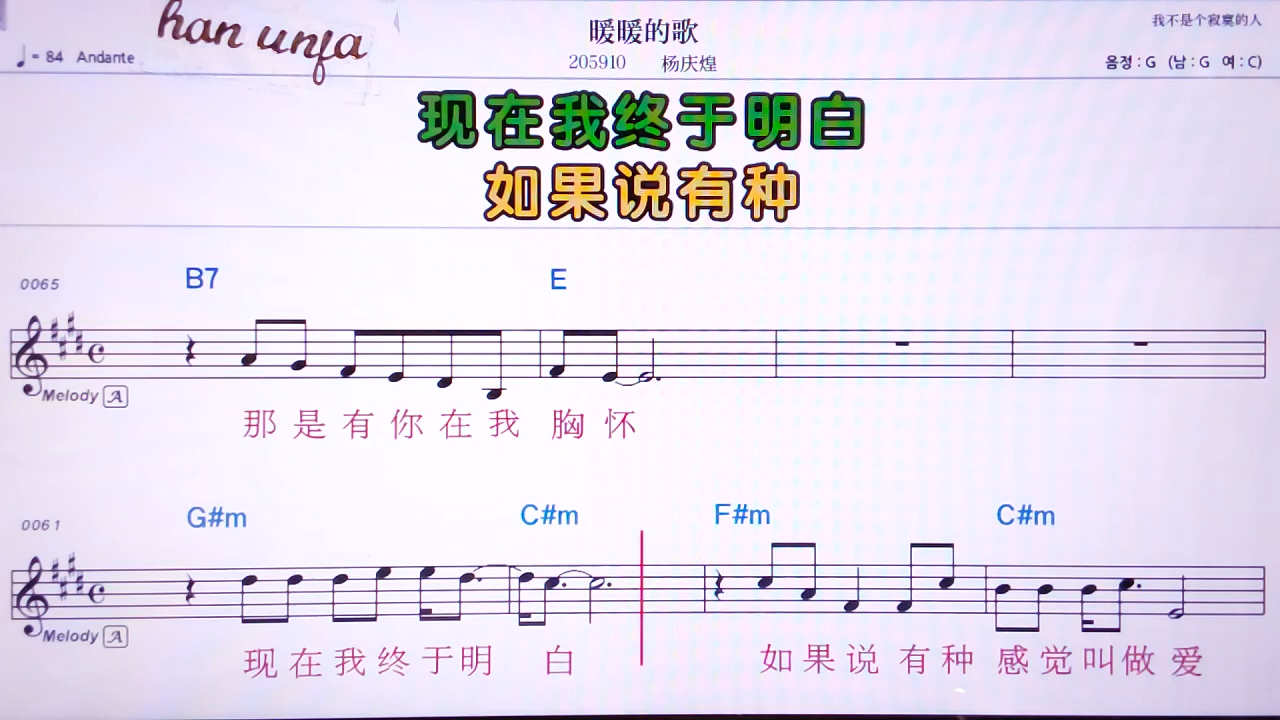 han unfa
暖暖的歌
我不是个寂寞的人
♩= 84 Andante
205910 杨庆煌
음정 : G (남 : G 여 : C)
现在我终于明白
如果说有种
0065 B7 E
Melody A
那是有你在我胸怀
0061 G#m C#m F#m C#m
Melody A
现在我终于明白 如果说有种感觉叫做爱